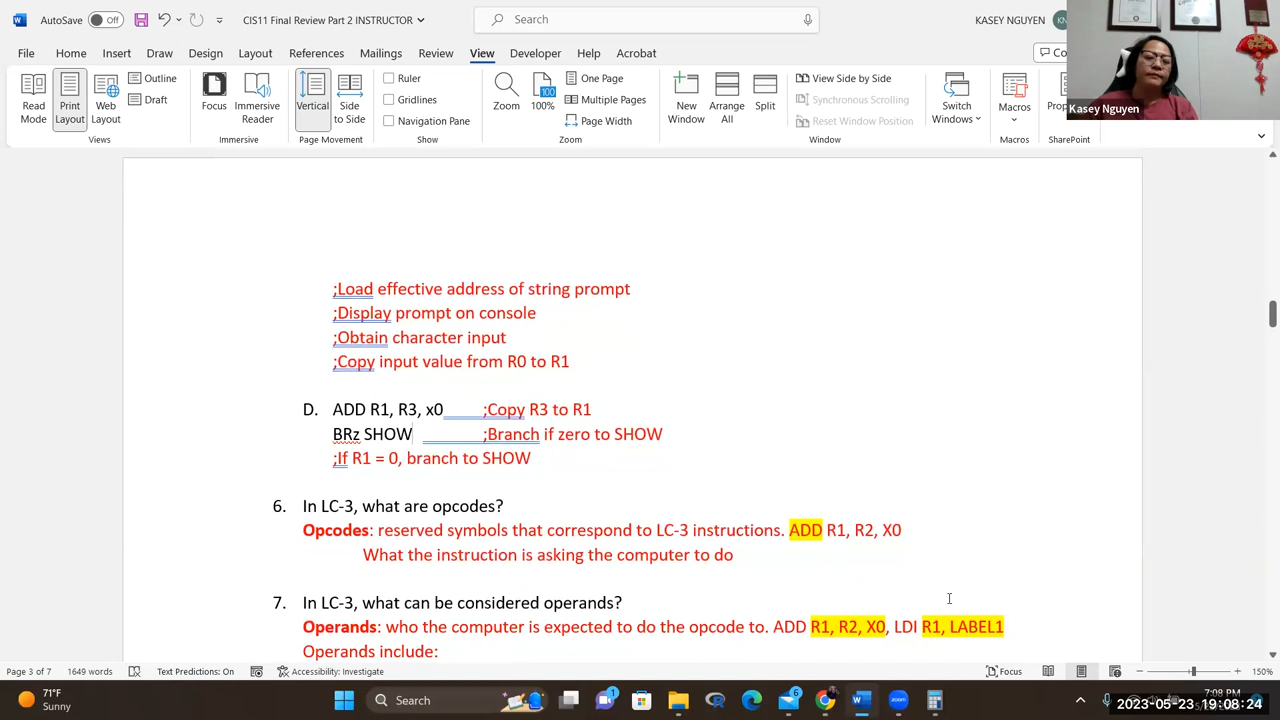 AutoSave Off CIS11 Final Review Part 2 INSTRUCTOR Search KASEY NGUYEN KN
File Home Insert Draw Design Layout References Mailings Review View Developer Help Acrobat Co
Read Mode Print Layout Web Layout Outline Draft
Views
Focus Immersive Reader
Immersive
Vertical Side to Side
Page Movement
Ruler
Gridlines
Navigation Pane
Show
Zoom 100% One Page
Multiple Pages
Page Width
Zoom
New Window Arrange All Split
View Side by Side
Synchronous Scrolling
Reset Window Position
Window
Switch Windows
Macros
Macros
Prop
SharePoint
Kasey Nguyen
;Load effective address of string prompt
;Display prompt on console
;Obtain character input
;Copy input value from R0 to R1
D. ADD R1, R3, x0 ;Copy R3 to R1
BRz SHOW ;Branch if zero to SHOW
;If R1 = 0, branch to SHOW
6. In LC-3, what are opcodes?
Opcodes: reserved symbols that correspond to LC-3 instructions. ADD R1, R2, X0
What the instruction is asking the computer to do
7. In LC-3, what can be considered operands?
Operands: who the computer is expected to do the opcode to. ADD R1, R2, X0, LDI R1, LABEL1
Operands include:
Page 3 of 7 1649 words Text Predictions: On Accessibility: Investigate Focus 150%
71°F
Sunny
Search
1
6
7:08 PM
2023-05-23 19:08:24